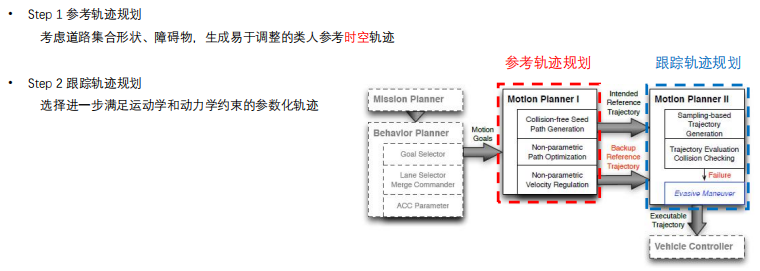 • Step 1 参考轨迹规划
考虑道路集合形状、障碍物，生成易于调整的类人参考时空轨迹
• Step 2 跟踪轨迹规划
选择进一步满足运动学和动力学约束的参数化轨迹
参考轨迹规划
跟踪轨迹规划
Mission Planner
Behavior Planner
Goal Selector
Lane Selector
Merge Commander
ACC Parameter
Motion
Goals
Motion Planner I
Collision-free Seed
Path Generation
Non-parametric
Path Optimization
Non-parametric
Velocity Regulation
Intended
Reference
Trajectory
Backup
Reference
Trajectory
Motion Planner II
Sampling-based
Trajectory
Generation
Trajectory Evaluation
Collision Checking
Failure
Evasive Maneuver
Executable
Trajectory
Vehicle Controller